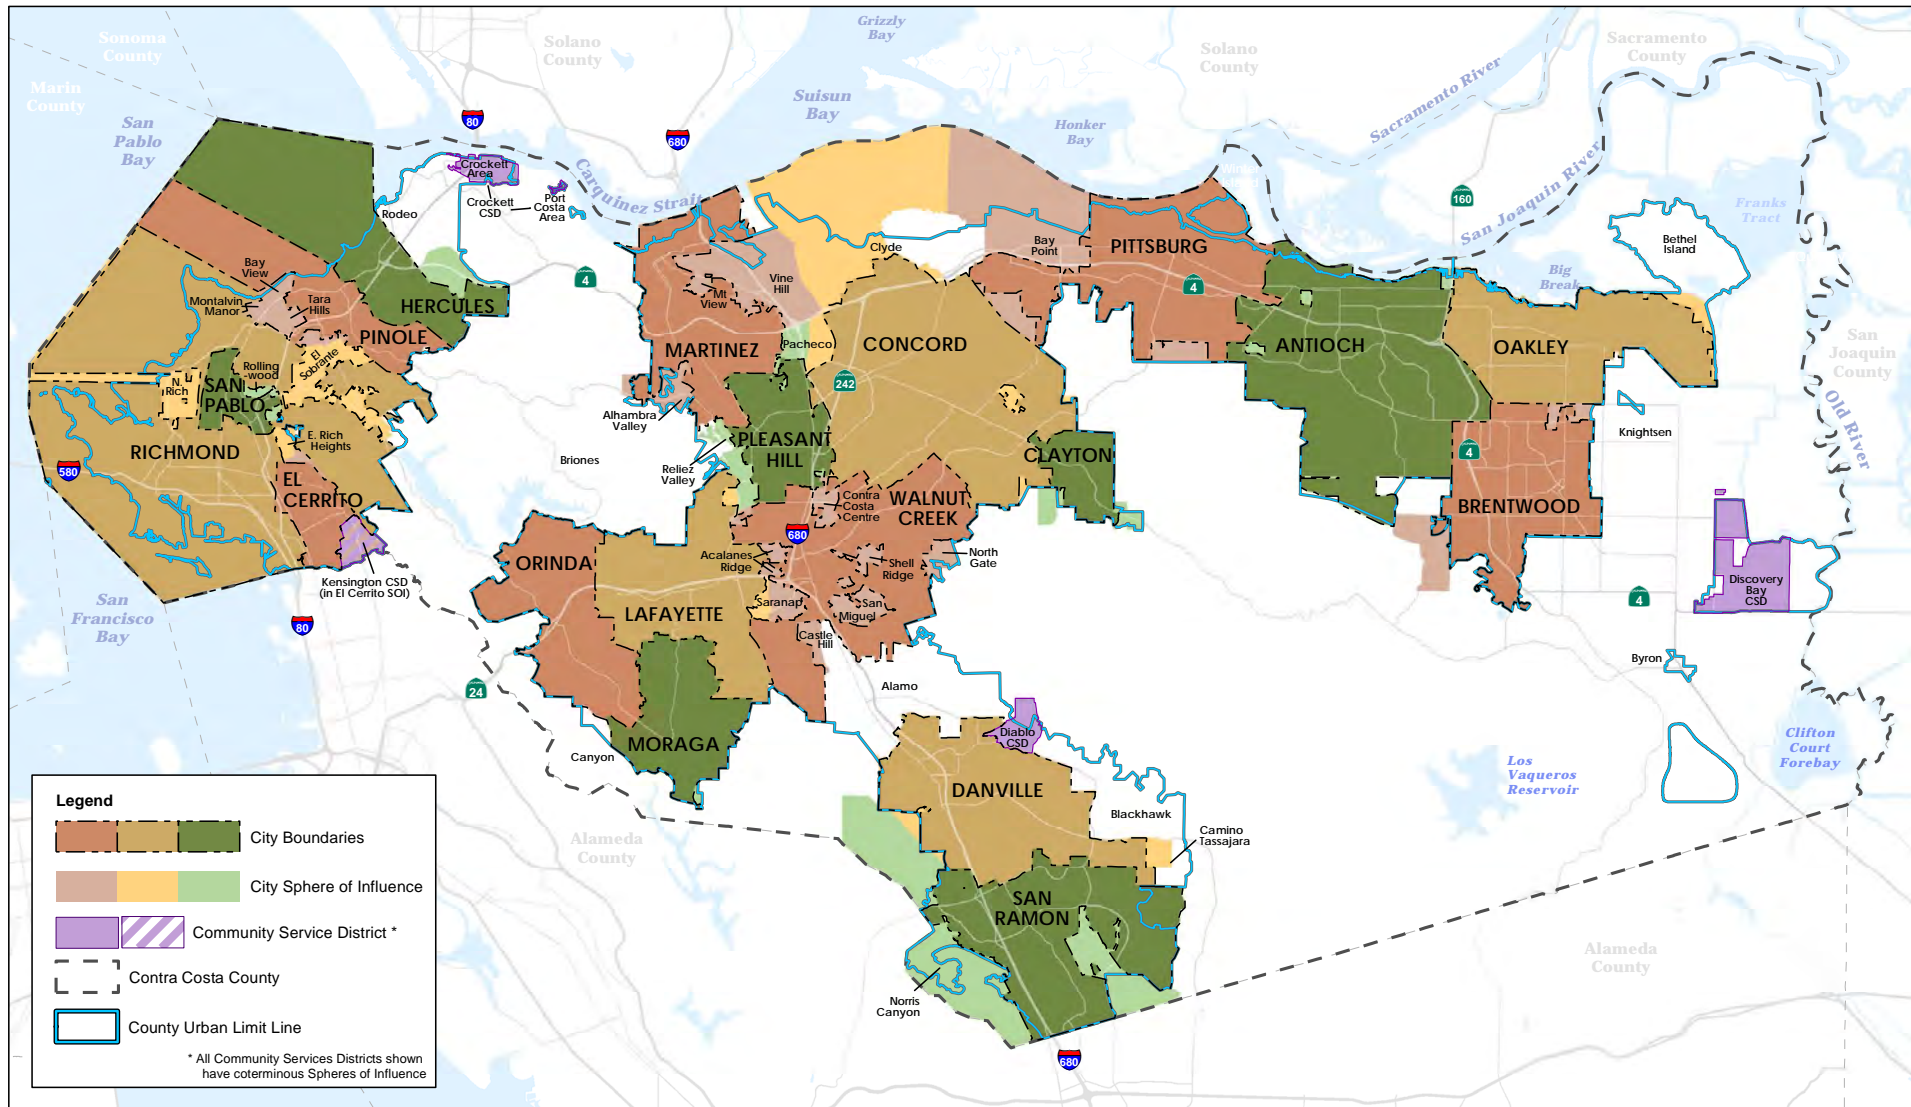 Sonoma
County
Marin
County
San
Pablo
Bay
Solano
County
Grizzly
Bay
Solano
County
Sacramento
County
Suisun
Bay
Honker
Bay
Sacramento River
San Joaquin River
Carquinez Strait
80
680
160
Crockett
Area
Crockett
CSD
Port
Costa
Area
Rodeo
4
Franks
Tract
Bethel
Island
Big
Break
Clyde
Bay
Point
PITTSBURG
4
Bay
View
Montalvin
Manor
Tara
Hills
HERCULES
PINOLE
Mt
View
Vine
Hill
MARTINEZ
Pacheco
CONCORD
242
ANTIOCH
OAKLEY
San
Joaquin
County
Old River
El
Sobrante
Rolling
-wood
N.
Rich
SAN
PABLO
RICHMOND
E. Rich
Heights
580
EL
CERRITO
Kensington CSD
(in El Cerrito SOI)
San
Francisco
Bay
80
Alhambra
Valley
Reliez
Valley
Briones
PLEASANT
HILL
CLAYTON
Contra
Costa
Centre
WALNUT
CREEK
680
Knightsen
4
BRENTWOOD
Discovery
Bay
CSD
4
Byron
ORINDA
Acalanes
Ridge
Shell
Ridge
North
Gate
LAFAYETTE
Saranap
San
Miguel
Castle
Hill
24
Alamo
MORAGA
Canyon
Diablo
CSD
DANVILLE
Blackhawk
Camino
Tassajara
Los
Vaqueros
Reservoir
Clifton
Court
Forebay
Alameda
County
SAN
RAMON
Norris
Canyon
680
Alameda
County
Legend
City Boundaries
City Sphere of Influence
Community Service District *
Contra Costa County
County Urban Limit Line
* All Community Services Districts shown
have coterminous Spheres of Influence